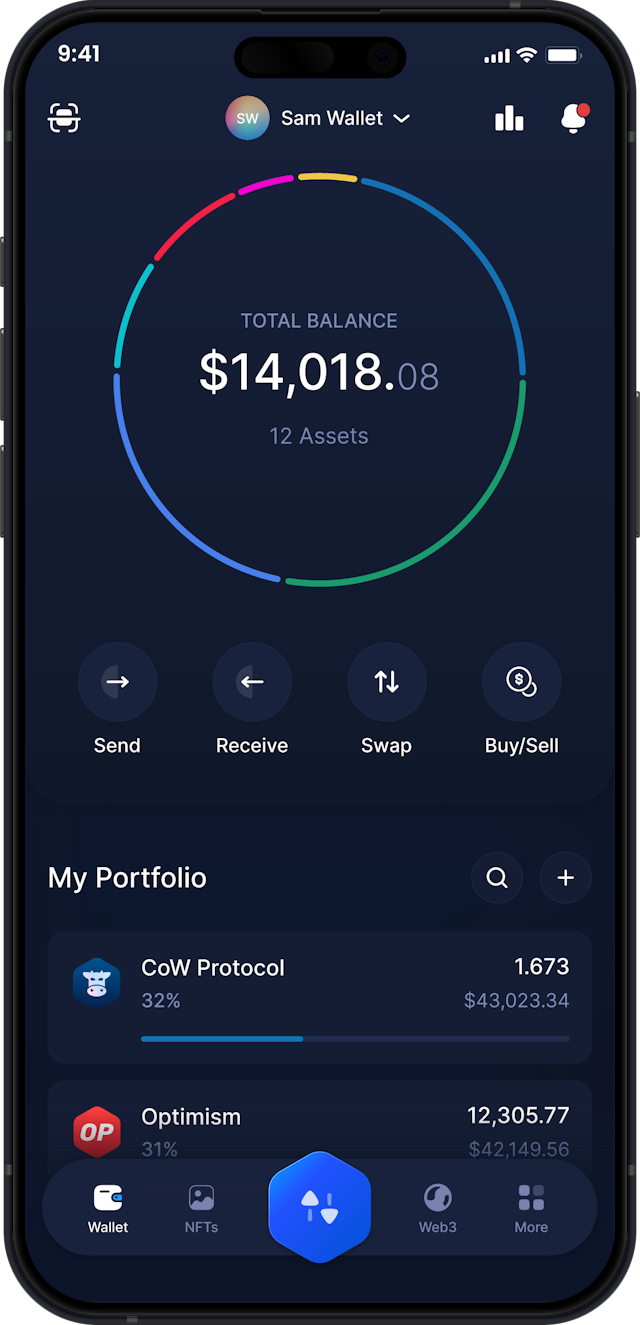 9:41
SW Sam Wallet
TOTAL BALANCE
$14,018.08
12 Assets
Send Receive Swap Buy/Sell
$
My Portfolio
CoW Protocol 1.673
32% $43,023.34
OP Optimism 12,305.77
31% $42,149.56
Wallet NFTs Web3 More